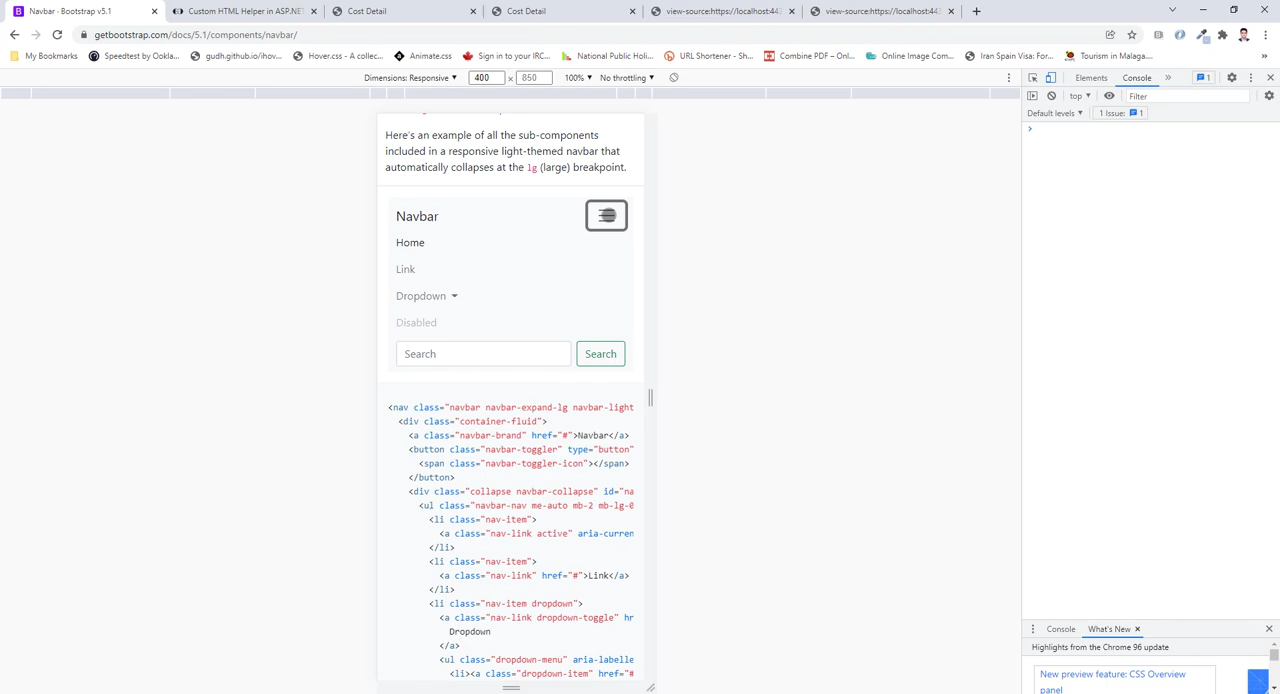 Navbar · Bootstrap v5.1
Custom HTML Helper in ASP.NET
Cost Detail
Cost Detail
view-source:https://localhost:443
view-source:https://localhost:443
getbootstrap.com/docs/5.1/components/navbar/
My Bookmarks
Speedtest by Ookla...
gudh.github.io/ihov...
Hover.css - A collec...
Animate.css
Sign in to your IRC...
National Public Holi...
URL Shortener - Sh...
Combine PDF – Onl...
Online Image Com...
Iran Spain Visa: For...
Tourism in Malaga...
Dimensions: Responsive
400 x 850
100%
No throttling
Elements
Console
1
top
Filter
Default levels
1 Issue:
1
Here's an example of all the sub-components
included in a responsive light-themed navbar that
automatically collapses at the lg (large) breakpoint.
Navbar
Home
Link
Dropdown
Disabled
Search
Search
<nav class="navbar navbar-expand-lg navbar-light
<div class="container-fluid">
<a class="navbar-brand" href="#">Navbar</a>
<button class="navbar-toggler" type="button"
<span class="navbar-toggler-icon"></span>
</button>
<div class="collapse navbar-collapse" id="na
<ul class="navbar-nav me-auto mb-2 mb-lg-0
<li class="nav-item">
<a class="nav-link active" aria-curren
</li>
<li class="nav-item">
<a class="nav-link" href="#">Link</a>
</li>
<li class="nav-item dropdown">
<a class="nav-link dropdown-toggle" hr
Dropdown
</a>
<ul class="dropdown-menu" aria-labelle
<li><a class="dropdown-item" href="#
Console
What's New
Highlights from the Chrome 96 update
New preview feature: CSS Overview
panel